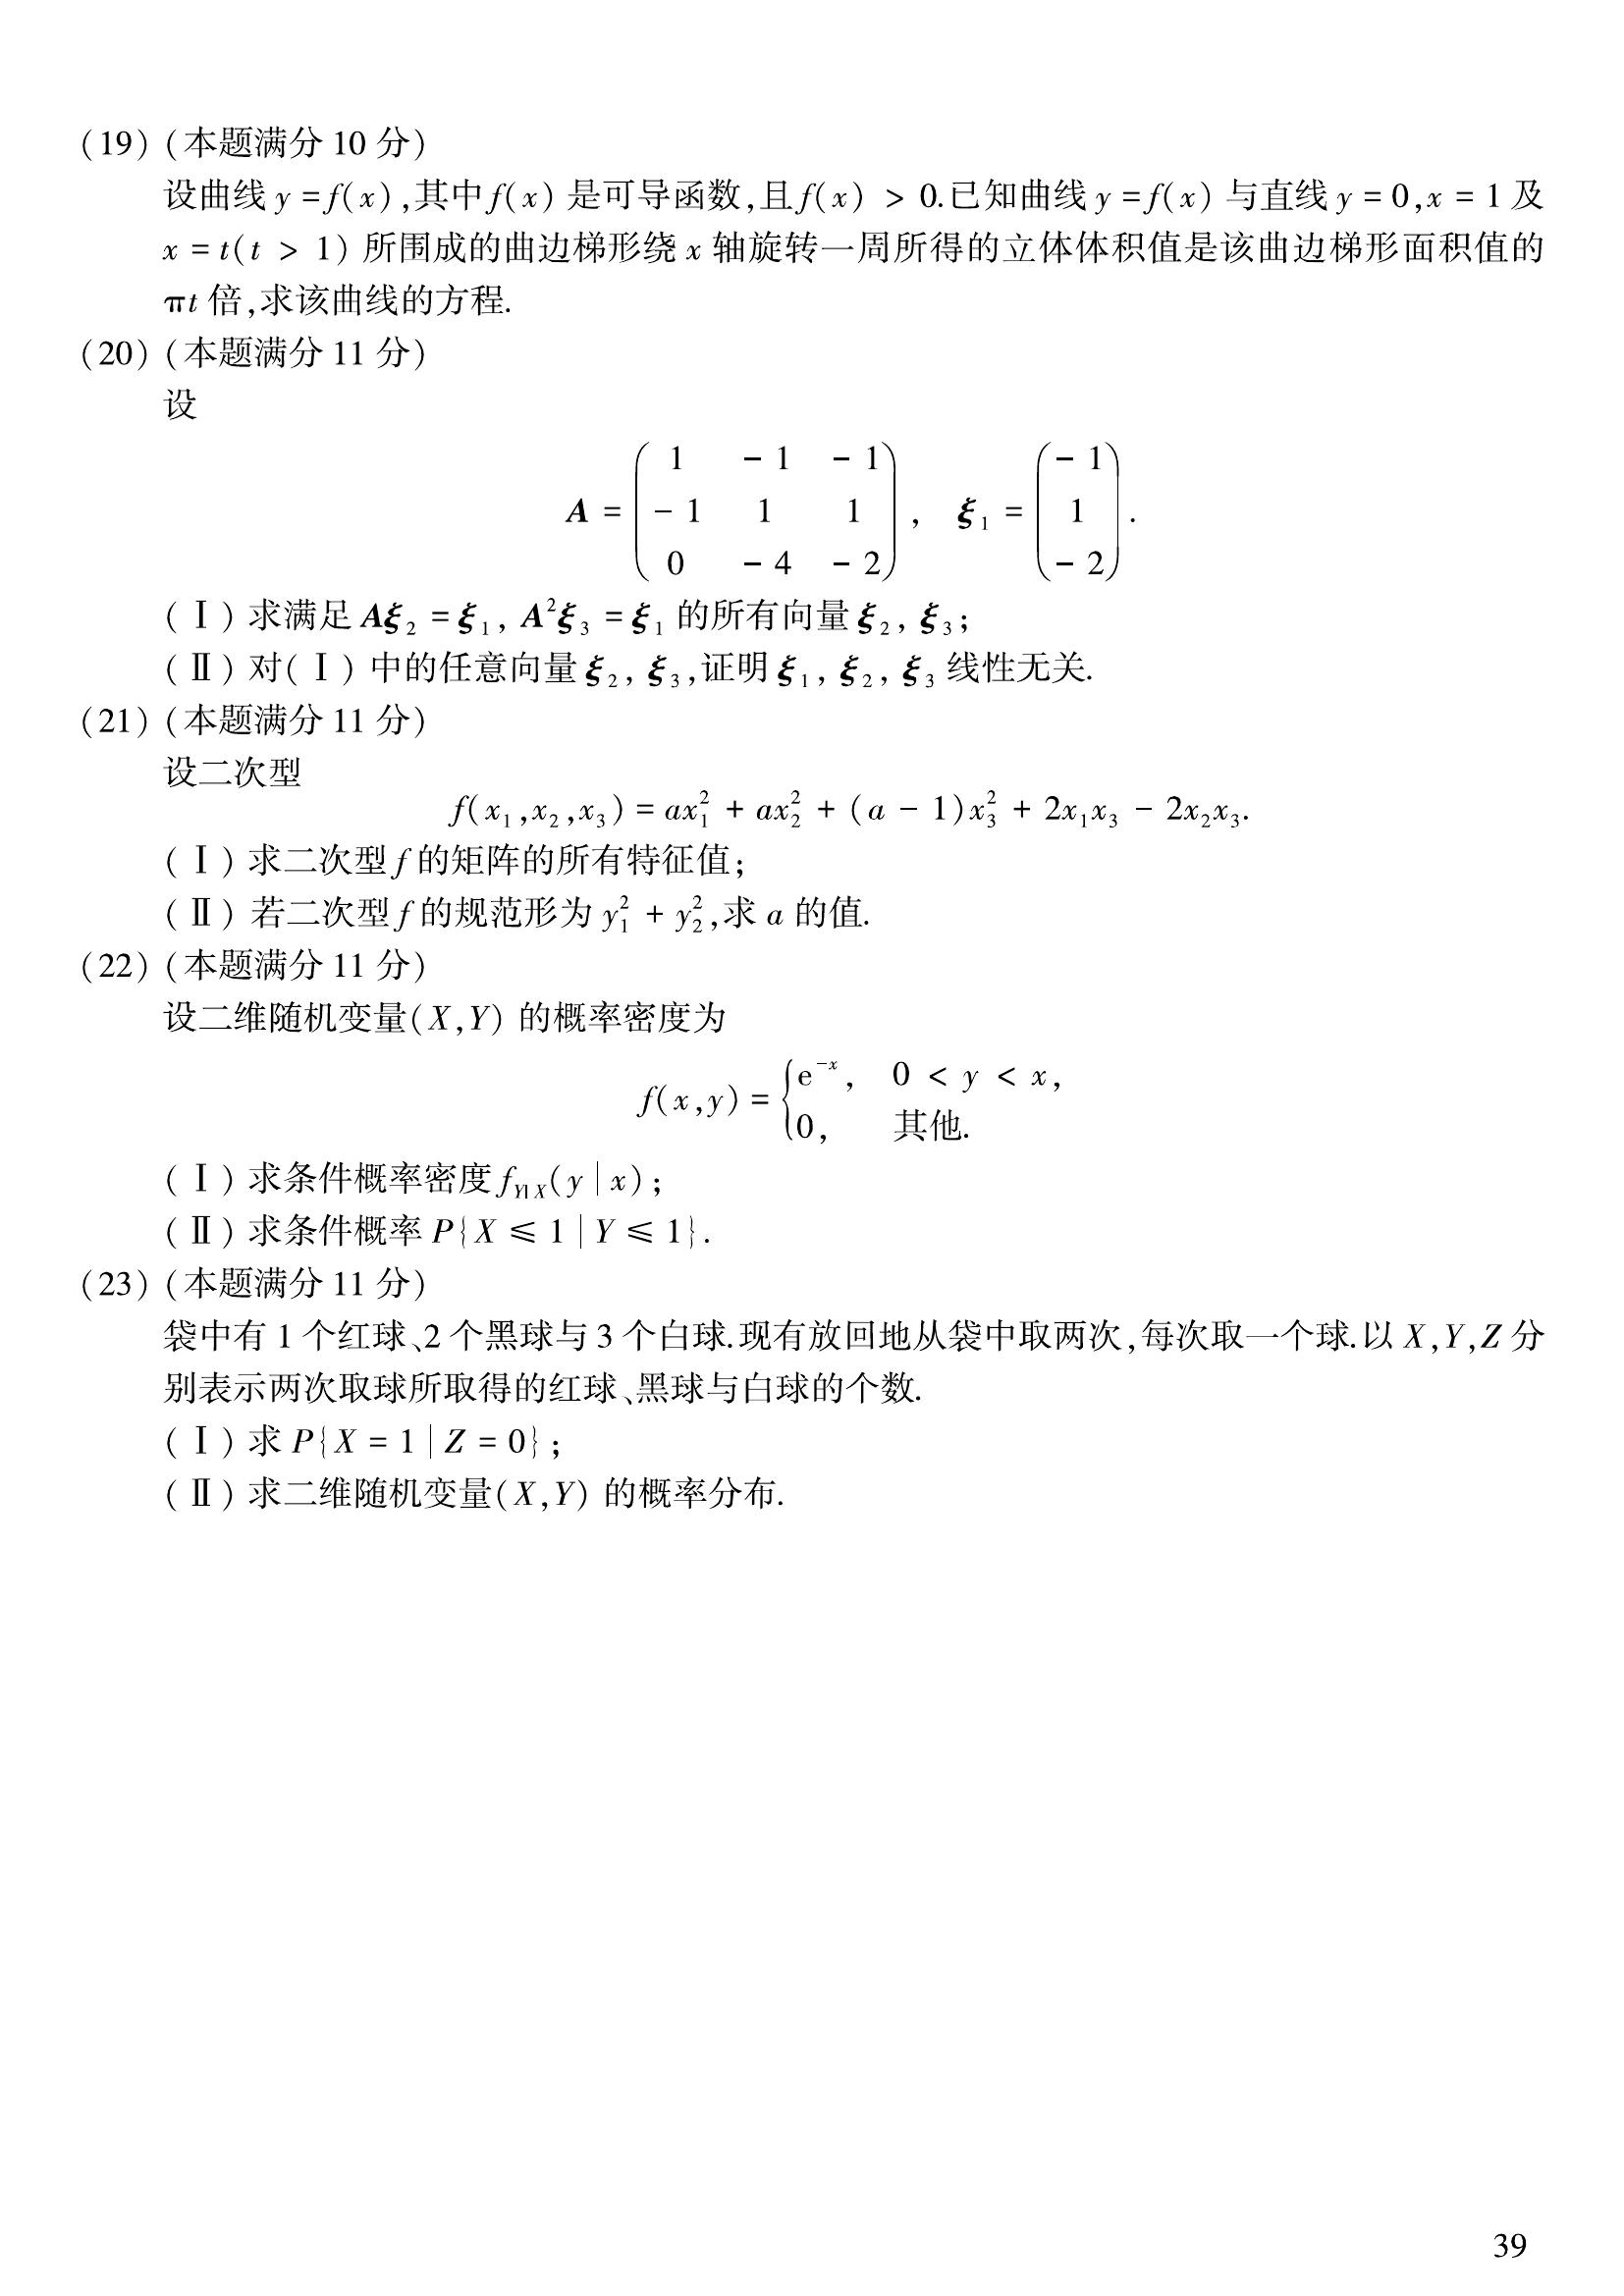 (19)(本题满分 10 分)
设曲线 y = f(x),其中 f(x) 是可导函数,且 f(x) > 0.已知曲线 y = f(x) 与直线 y = 0,x = 1 及
x = t(t > 1) 所围成的曲边梯形绕 x 轴旋转一周所得的立体体积值是该曲边梯形面积值的
πt 倍,求该曲线的方程.
(20)(本题满分 11 分)
设
$$A = \begin{pmatrix} 1 & -1 & -1 \\ -1 & 1 & 1 \\ 0 & -4 & -2 \end{pmatrix}, \quad \xi_1 = \begin{pmatrix} -1 \\ 1 \\ -2 \end{pmatrix}.$$
(Ⅰ) 求满足 Aξ₂ = ξ₁, A²ξ₃ = ξ₁ 的所有向量 ξ₂, ξ₃;
(Ⅱ) 对(Ⅰ) 中的任意向量 ξ₂, ξ₃,证明 ξ₁, ξ₂, ξ₃ 线性无关.
(21)(本题满分 11 分)
设二次型
$$f(x_1,x_2,x_3) = ax_1^2 + ax_2^2 + (a-1)x_3^2 + 2x_1x_3 - 2x_2x_3.$$
(Ⅰ) 求二次型 f 的矩阵的所有特征值;
(Ⅱ) 若二次型 f 的规范形为 $y_1^2 + y_2^2$,求 a 的值.
(22)(本题满分 11 分)
设二维随机变量(X,Y) 的概率密度为
$$f(x,y) = \begin{cases} e^{-x}, & 0 < y < x, \\ 0, & 其他. \end{cases}$$
(Ⅰ) 求条件概率密度 $f_{Y|X}(y|x)$;
(Ⅱ) 求条件概率 P{X ⩽ 1 | Y ⩽ 1}.
(23)(本题满分 11 分)
袋中有 1 个红球、2 个黑球与 3 个白球.现有放回地从袋中取两次,每次取一个球.以 X,Y,Z 分
别表示两次取球所取得的红球、黑球与白球的个数.
(Ⅰ) 求 P{X = 1 | Z = 0};
(Ⅱ) 求二维随机变量(X,Y) 的概率分布.
39